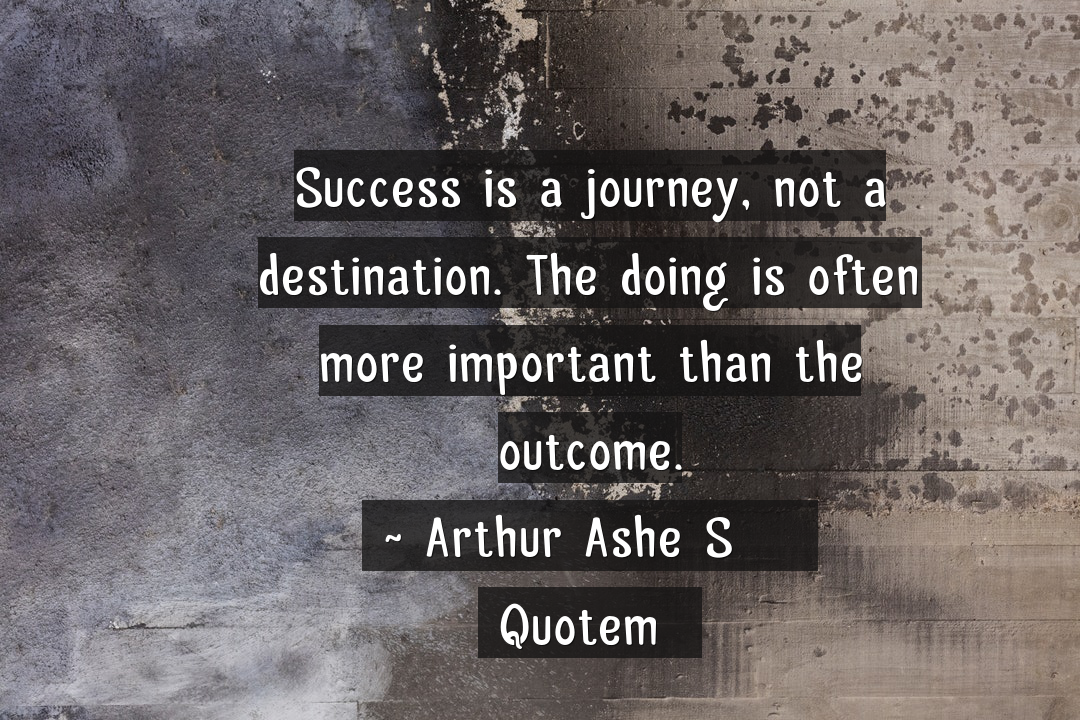 Success is a journey, not a
destination. The doing is often
more important than the
outcome.
~ Arthur Ashe S
Quotem